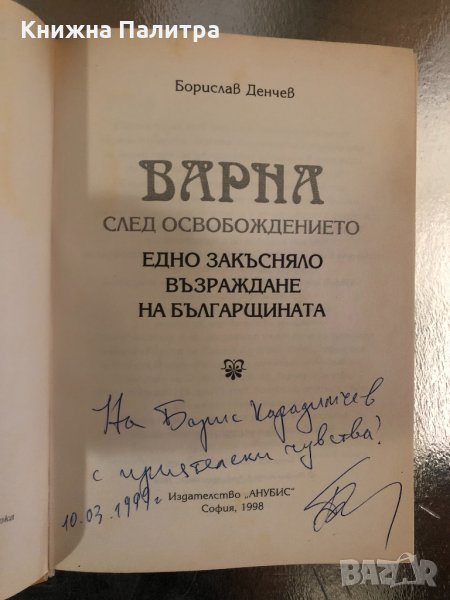 Книжна Палитра
Борислав Денчев
ВАРНА
СЛЕД ОСВОБОЖДЕНИЕТО
ЕДНО ЗАКЪСНЯЛО
ВЪЗРАЖДАНЕ
НА БЪЛГАРЩИНАТА
На Борис Карадимчев
с приятелски чувства!
10.03.1999 г
Издателство „АНУБИС"
София, 1998
BAZAR